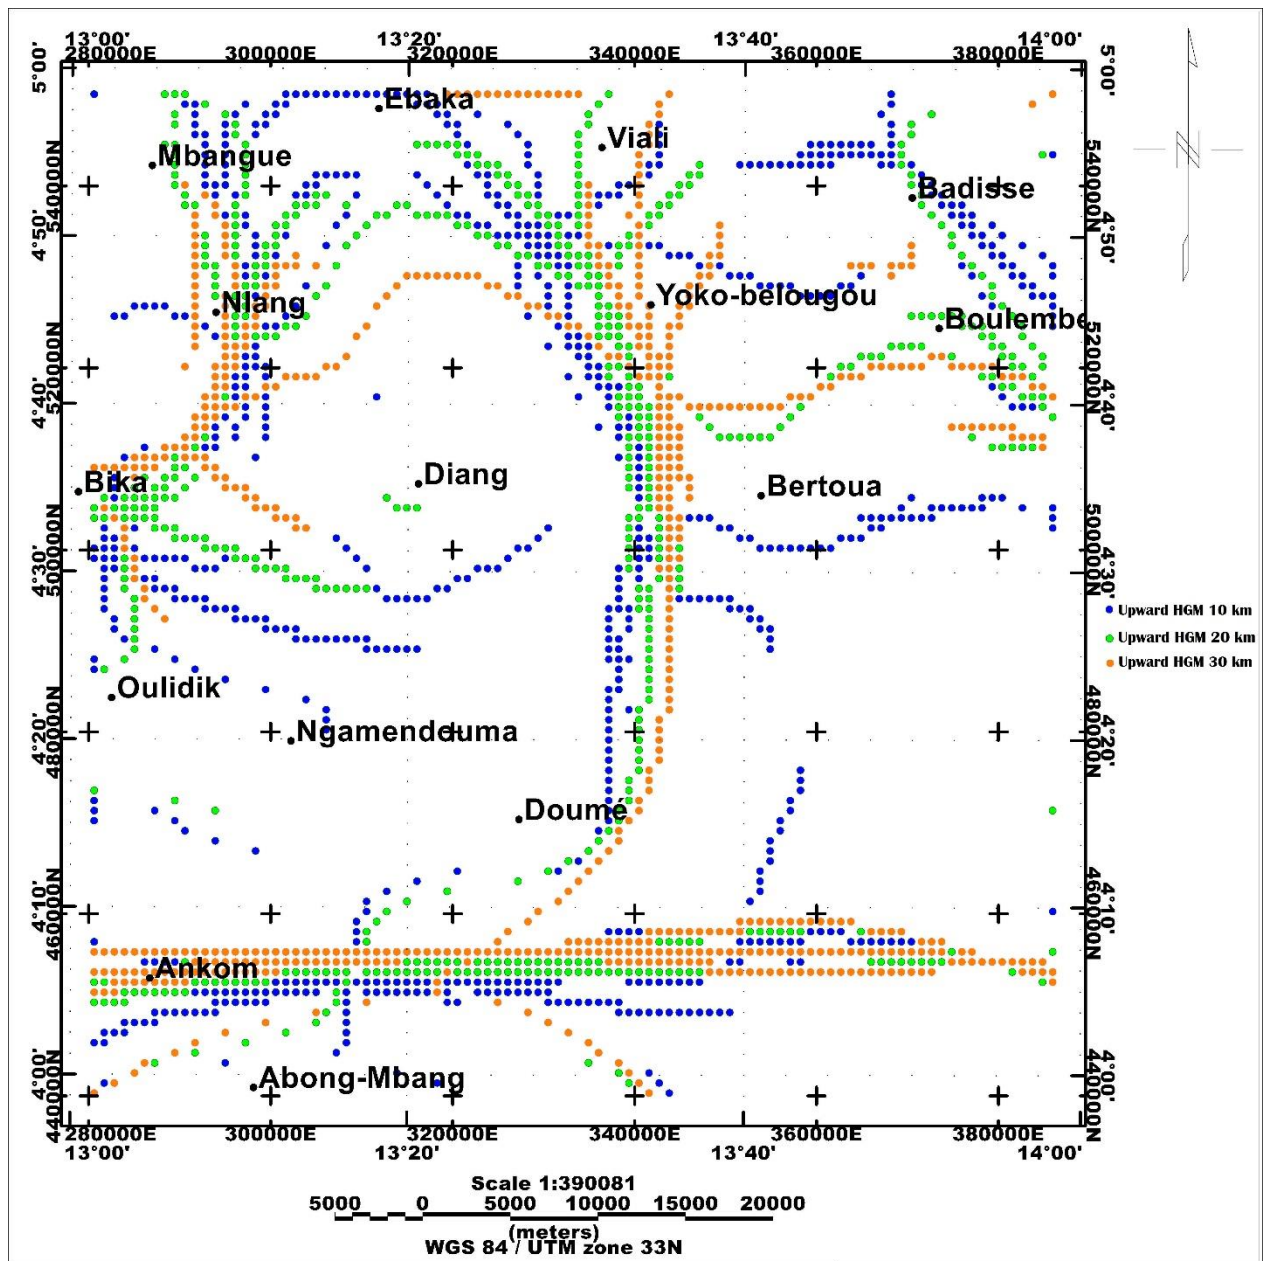 13°00' 13°20' 13°40' 14°00'
280000E 300000E 320000E 340000E 360000E 380000E
5°00' 5°00'
Ebaka
Viali
Mbangue
540000N 540000N
Badisse
4°50' 4°50'
Nlang
Yoko-belougou
Boulembe
520000N 520000N
4°40' 4°40'
Bika
Diang
Bertoua
500000N 500000N
4°30' 4°30'
Upward HGM 10 km
Upward HGM 20 km
Upward HGM 30 km
Oulidik
Ngamendouma
480000N 480000N
4°20' 4°20'
Doumé
460000N 460000N
4°10' 4°10'
Ankom
Abong-Mbang
4°00' 4°00'
440000N 440000N
280000E 300000E 320000E 340000E 360000E 380000E
13°00' 13°20' 13°40' 14°00'
Scale 1:390081
5000 0 5000 10000 15000 20000
(meters)
WGS 84 / UTM zone 33N